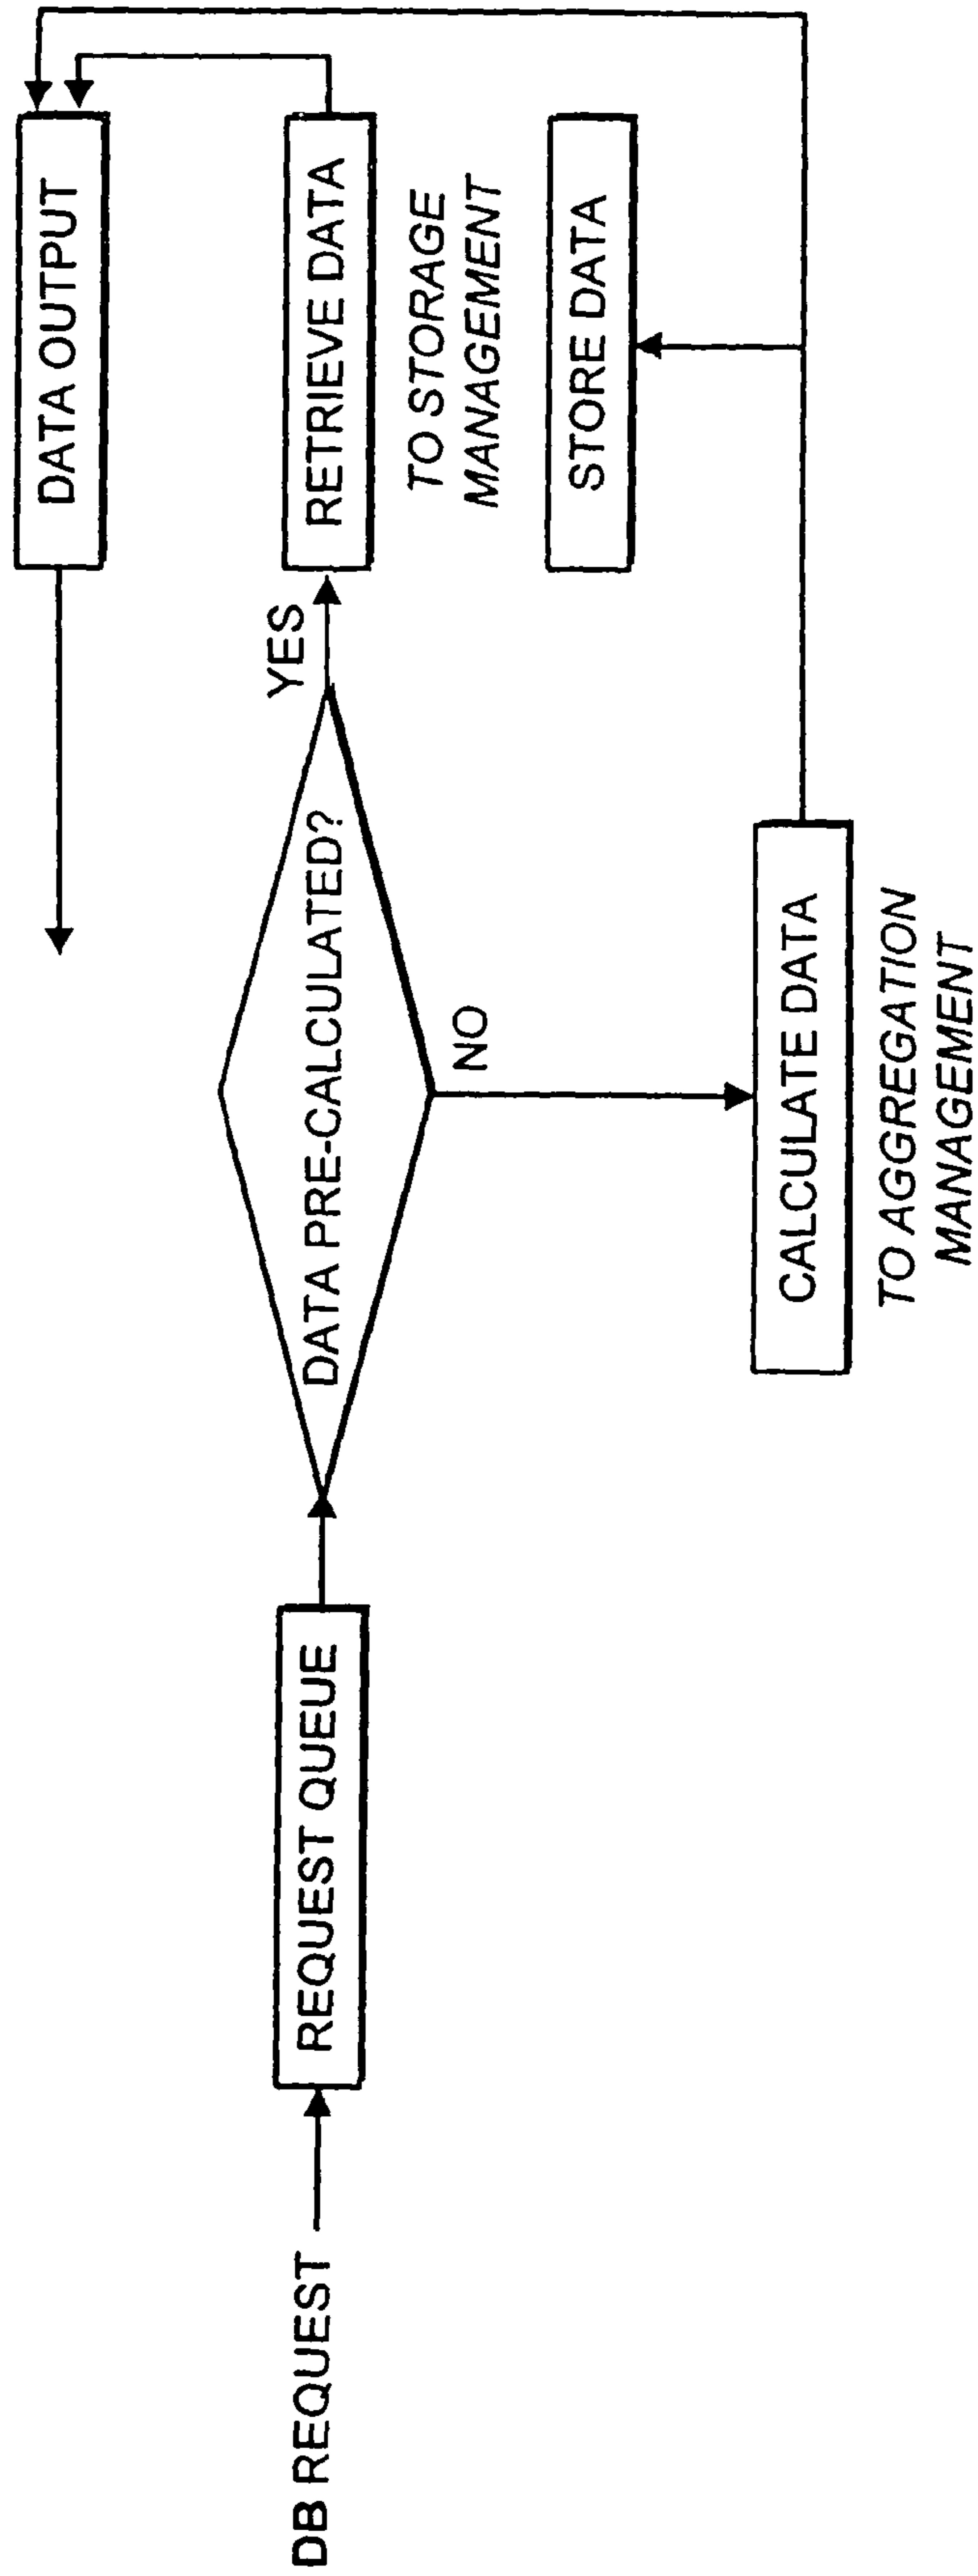 DB REQUEST
REQUEST QUEUE
DATA PRE-CALCULATED?
YES
NO
DATA OUTPUT
RETRIEVE DATA
TO STORAGE
MANAGEMENT
STORE DATA
CALCULATE DATA
TO AGGREGATION
MANAGEMENT